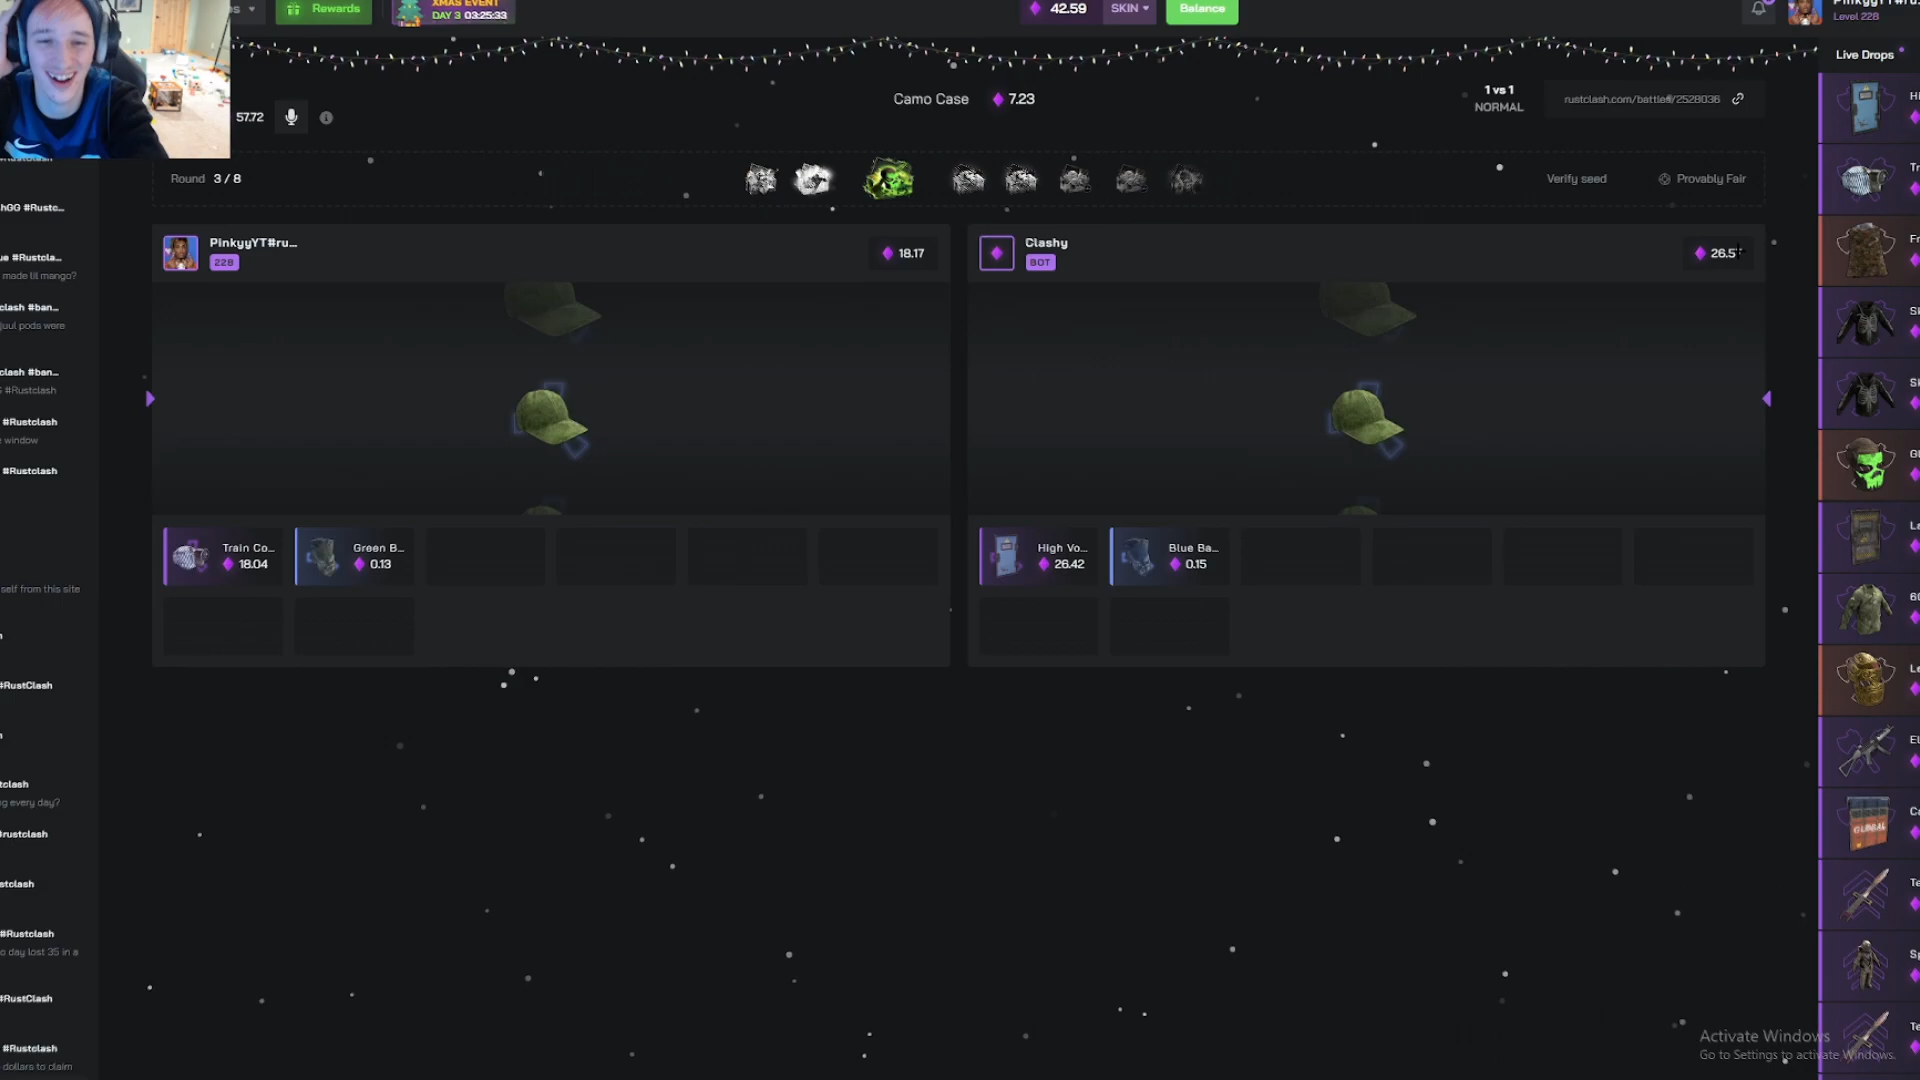 Rewards
XMAS EVENT
DAY 3 03:25:33
42.59
SKIN
Balance
Level 228
Live Drops
57.72
Camo Case 7.23
1 vs 1
NORMAL
rustclash.com/battles/2528036
Round 3 / 8
Verify seed
Provably Fair
PinkyyYT#ru...
228
18.17
Clashy
BOT
26.5
Train Co...
18.04
Green B...
0.13
High Vo...
26.42
Blue Ba...
0.15
hGG #Rustc...
ue #Rustcla...
made lil mango?
clash #ban...
juul pods were
clash #ban...
#Rustclash
#Rustclash
e window
#Rustclash
self from this site
#RustClash
tclash
ng every day?
#rustclash
stclash
#Rustclash
o day lost 35 in a
#RustClash
#Rustclash
dollars to claim
Activate Windows
Go to Settings to activate Windows.